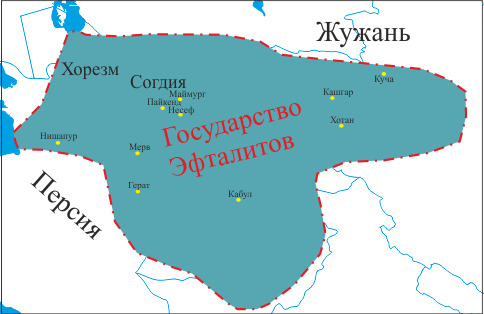 Жужань
Хорезм
Согдия
Куча
Маймург
Кашгар
Пайкенд
Несеф
Хотан
Государство
Эфталитов
Нишапур
Мерв
Персия
Герат
Кабул